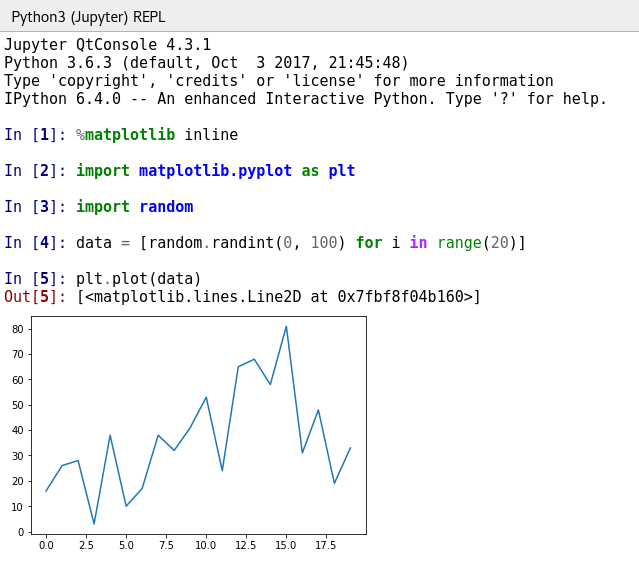 Python3 (Jupyter) REPL
Jupyter QtConsole 4.3.1
Python 3.6.3 (default, Oct  3 2017, 21:45:48)
Type 'copyright', 'credits' or 'license' for more information
IPython 6.4.0 -- An enhanced Interactive Python. Type '?' for help.
In [1]: %matplotlib inline
In [2]: import matplotlib.pyplot as plt
In [3]: import random
In [4]: data = [random.randint(0, 100) for i in range(20)]
In [5]: plt.plot(data)
Out[5]: [<matplotlib.lines.Line2D at 0x7fbf8f04b160>]
80
70
60
50
40
30
20
10
0
0.0 2.5 5.0 7.5 10.0 12.5 15.0 17.5